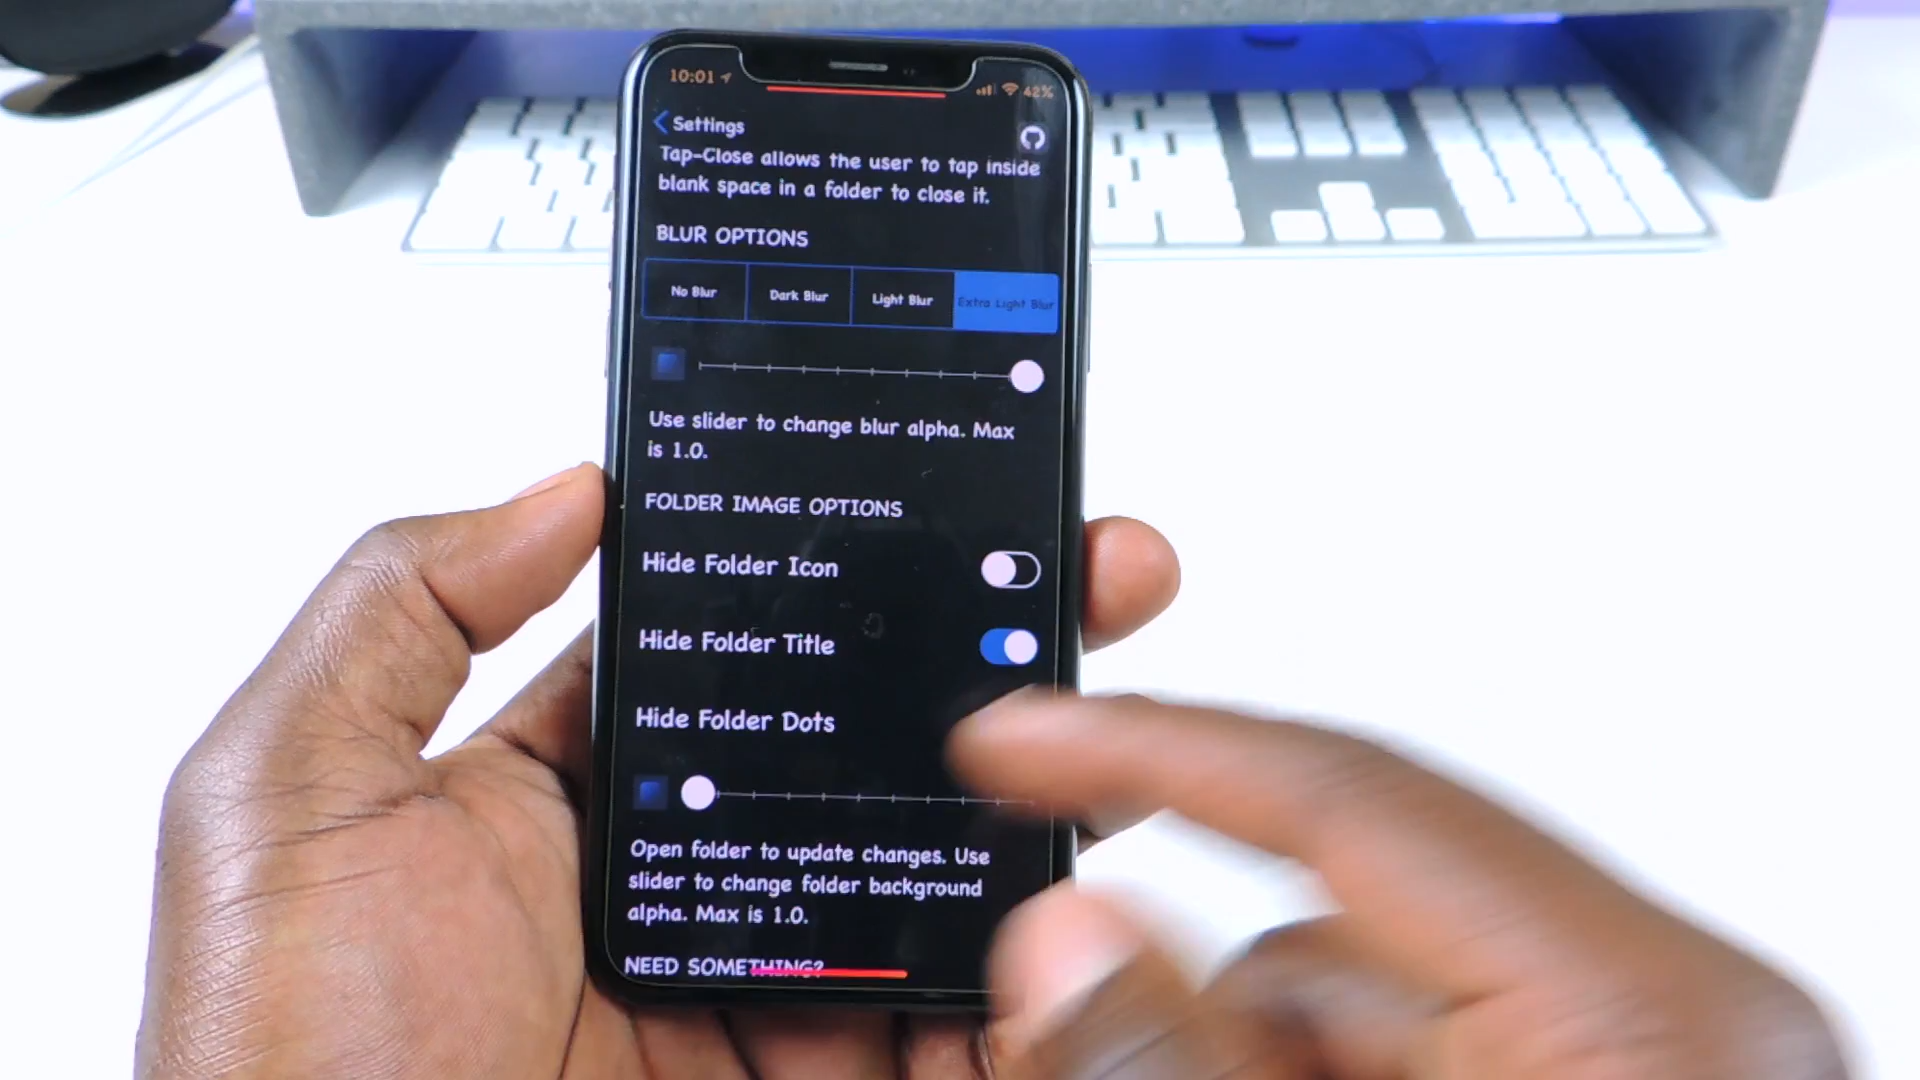 10:01
42%
Settings
Tap-Close allows the user to tap inside
blank space in a folder to close it.
BLUR OPTIONS
No Blur
Dark Blur
Light Blur
Extra Light Blur
Use slider to change blur alpha. Max
is 1.0.
FOLDER IMAGE OPTIONS
Hide Folder Icon
Hide Folder Title
Hide Folder Dots
Open folder to update changes. Use
slider to change folder background
alpha. Max is 1.0.
NEED SOMETHING?